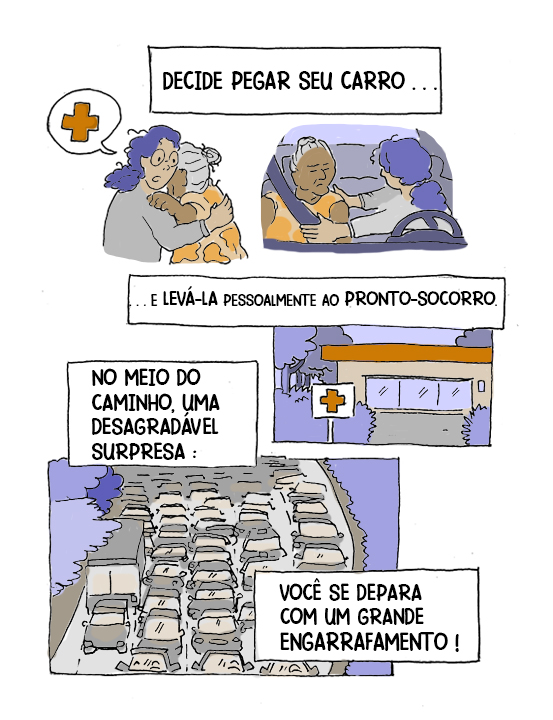 DECIDE PEGAR SEU CARRO ...
... E LEVÁ-LA PESSOALMENTE AO PRONTO-SOCORRO.
NO MEIO DO
CAMINHO, UMA
DESAGRADÁVEL
SURPRESA :
VOCÊ SE DEPARA
COM UM GRANDE
ENGARRAFAMENTO !